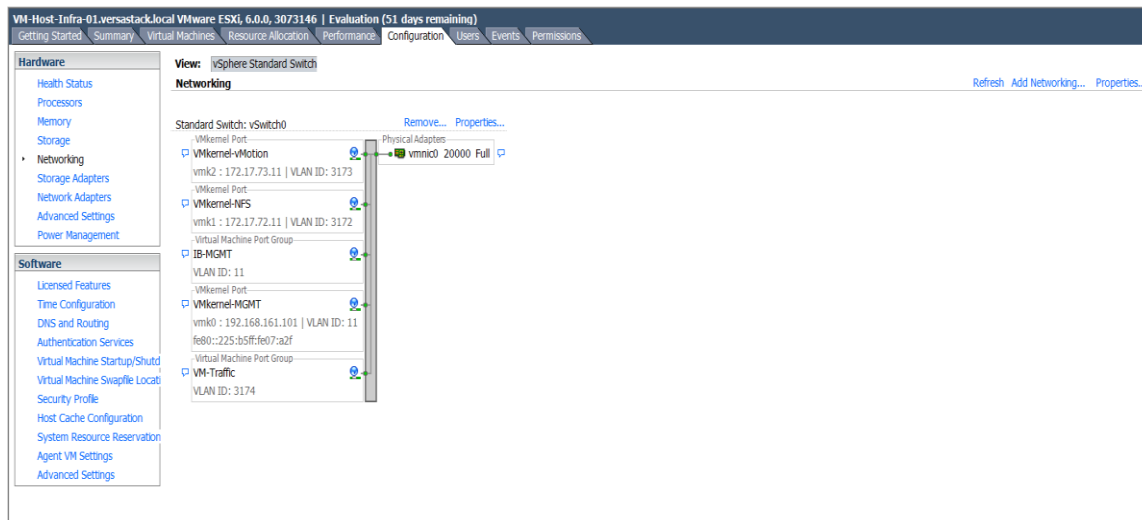 VM-Host-Infra-01.versastack.local VMware ESXi, 6.0.0, 3073146 | Evaluation (51 days remaining)
Getting Started Summary Virtual Machines Resource Allocation Performance Configuration Users Events Permissions
Hardware
Health Status
Processors
Memory
Storage
Networking
Storage Adapters
Network Adapters
Advanced Settings
Power Management
Software
Licensed Features
Time Configuration
DNS and Routing
Authentication Services
Virtual Machine Startup/Shutd
Virtual Machine Swapfile Locati
Security Profile
Host Cache Configuration
System Resource Reservation
Agent VM Settings
Advanced Settings
View: vSphere Standard Switch
Networking
Refresh Add Networking... Properties...
Standard Switch: vSwitch0 Remove... Properties...
VMkernel Port
VMkernel-vMotion
vmk2 : 172.17.73.11 | VLAN ID: 3173
Physical Adapters
vmnic0 20000 Full
VMkernel Port
VMkernel-NFS
vmk1 : 172.17.72.11 | VLAN ID: 3172
Virtual Machine Port Group
IB-MGMT
VLAN ID: 11
VMkernel Port
VMkernel-MGMT
vmk0 : 192.168.161.101 | VLAN ID: 11
fe80::225:b5ff:fe07:a2f
Virtual Machine Port Group
VM-Traffic
VLAN ID: 3174